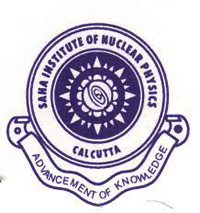 SAHA INSTITUTE OF NUCLEAR PHYSICS
CALCUTTA
ADVANCEMENT OF KNOWLEDGE